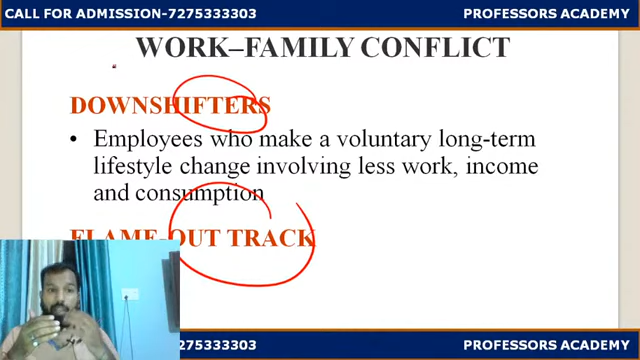 CALL FOR ADMISSION-7275333303 PROFESSORS ACADEMY
WORK–FAMILY CONFLICT
DOWNSHIFTERS
• Employees who make a voluntary long-term
lifestyle change involving less work, income
and consumption
FLAME-OUT TRACK
7275333303 PROFESSORS ACADEMY